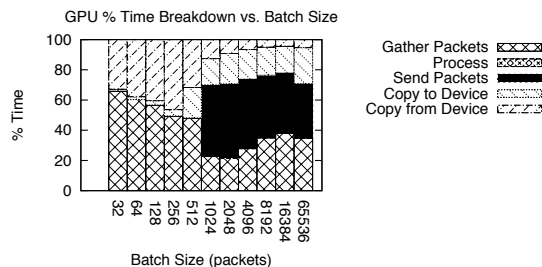 GPU % Time Breakdown vs. Batch Size
100
80
60
40
20
0
% Time
32
64
128
256
512
1024
2048
4096
8192
16384
65536
Batch Size (packets)
Gather Packets
Process
Send Packets
Copy to Device
Copy from Device